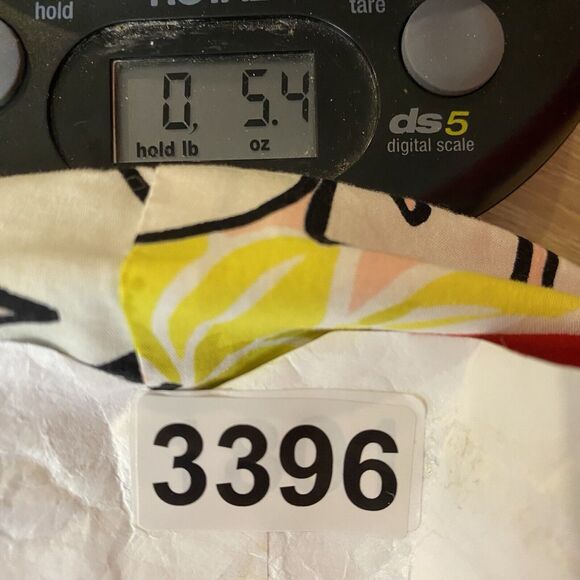 hold
tare
0, 5.4
hold lb oz
ds5
digital scale
3396